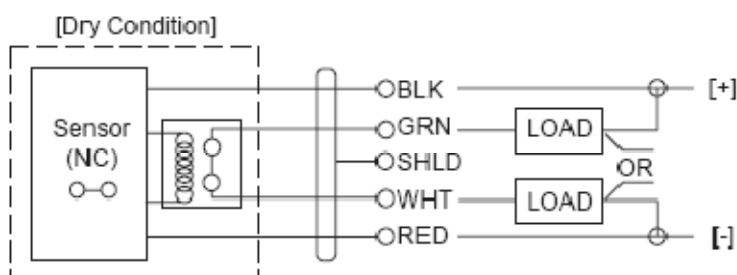 [Dry Condition]
Sensor
(NC)
BLK
[+]
GRN
LOAD
SHLD
OR
WHT
LOAD
RED
[-]